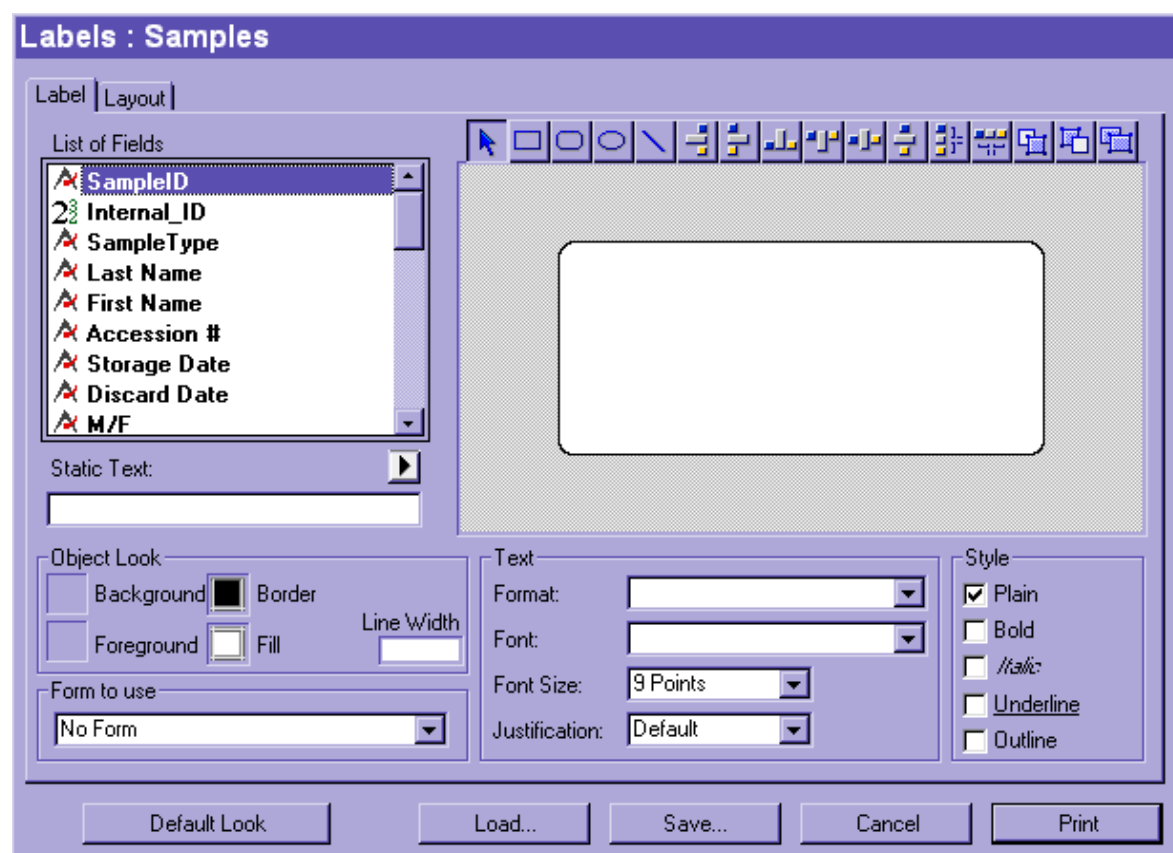 Labels : Samples
Label Layout
List of Fields
SampleID
Internal_ID
SampleType
Last Name
First Name
Accession #
Storage Date
Discard Date
M/F
Static Text:
Object Look
Background Border
Foreground Fill
Line Width
Form to use
No Form
Text
Format:
Font:
Font Size: 9 Points
Justification: Default
Style
Plain
Bold
Italic
Underline
Outline
Default Look Load... Save... Cancel Print